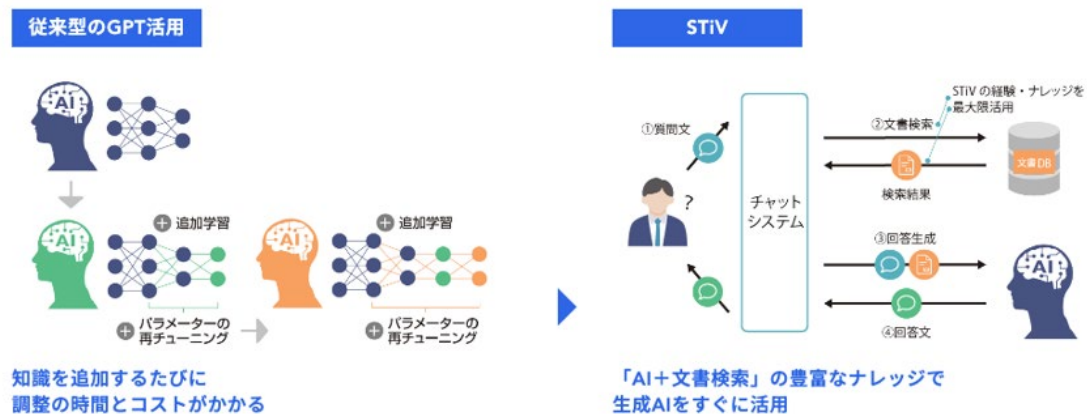 従来型のGPT活用
AI
AI
＋ 追加学習
＋ パラメーターの
再チューニング
AI
＋ 追加学習
＋ パラメーターの
再チューニング
知識を追加するたびに
調整の時間とコストがかかる
STiV
①質問文
?
チャット
システム
STiV の経験・ナレッジを
最大限活用
②文書検索
文書 DB
検索結果
③回答生成
AI
④回答文
「AI＋文書検索」の豊富なナレッジで
生成AIをすぐに活用